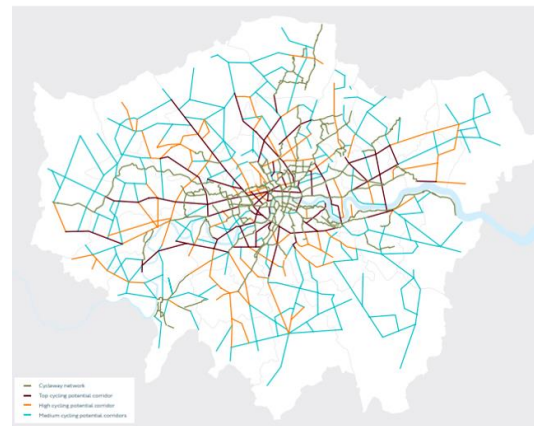 Cycleway network
Top cycling potential corridor
High cycling potential corridor
Medium cycling potential corridors